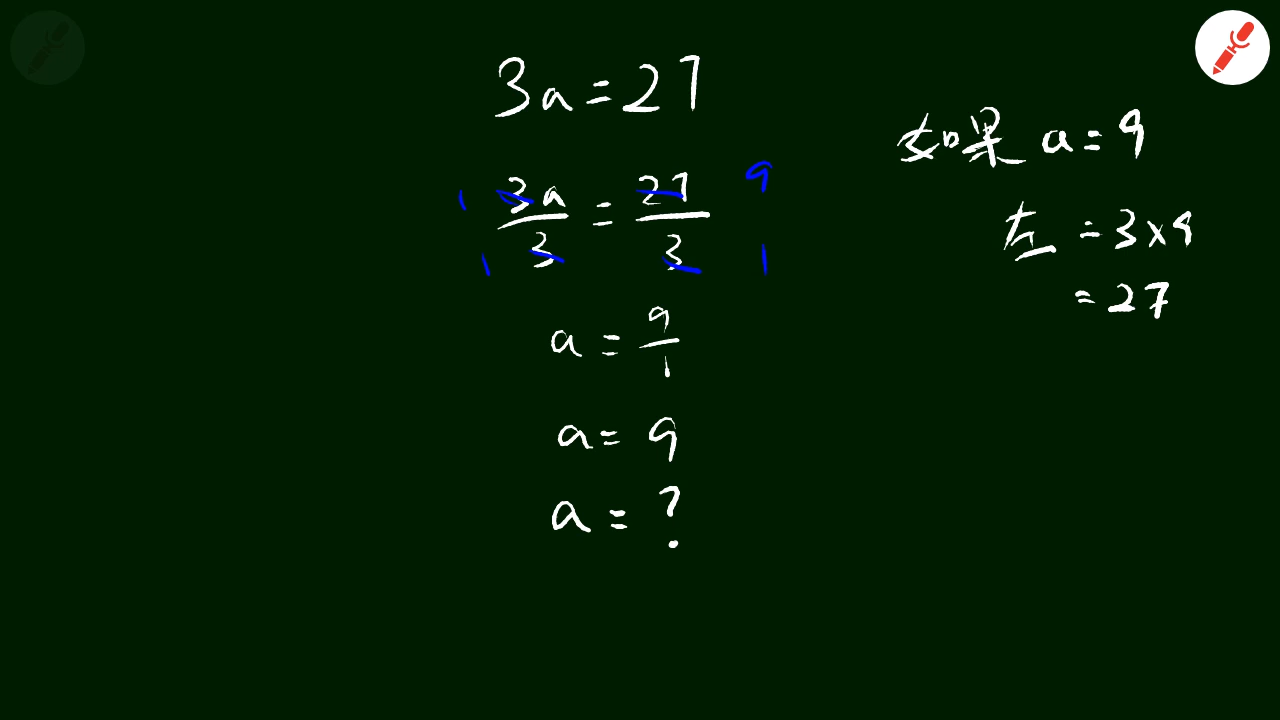 3a=27
1 3a/3 = 27/3 9
1 1
a=9/1
a=9
a=?
如果 a=9
左 =3×9
=27